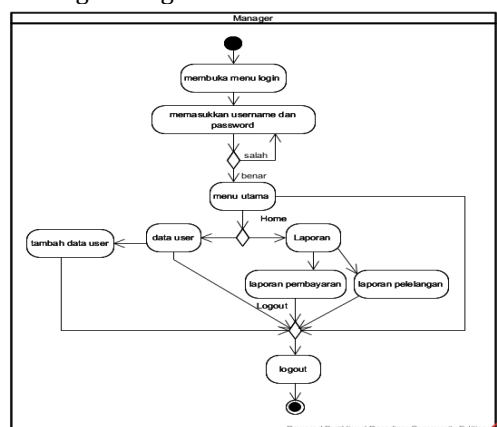 Manager
membuka menu login
memasukkan username dan
password
salah
benar
menu utama
Home
tambah data user
data user
Laporan
laporan pembayaran
laporan pelelangan
Logout
logout